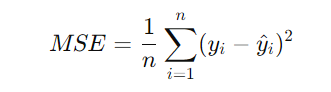 MSE = \frac{1}{n} \sum_{i=1}^{n} (y_i - \hat{y}_i)^2